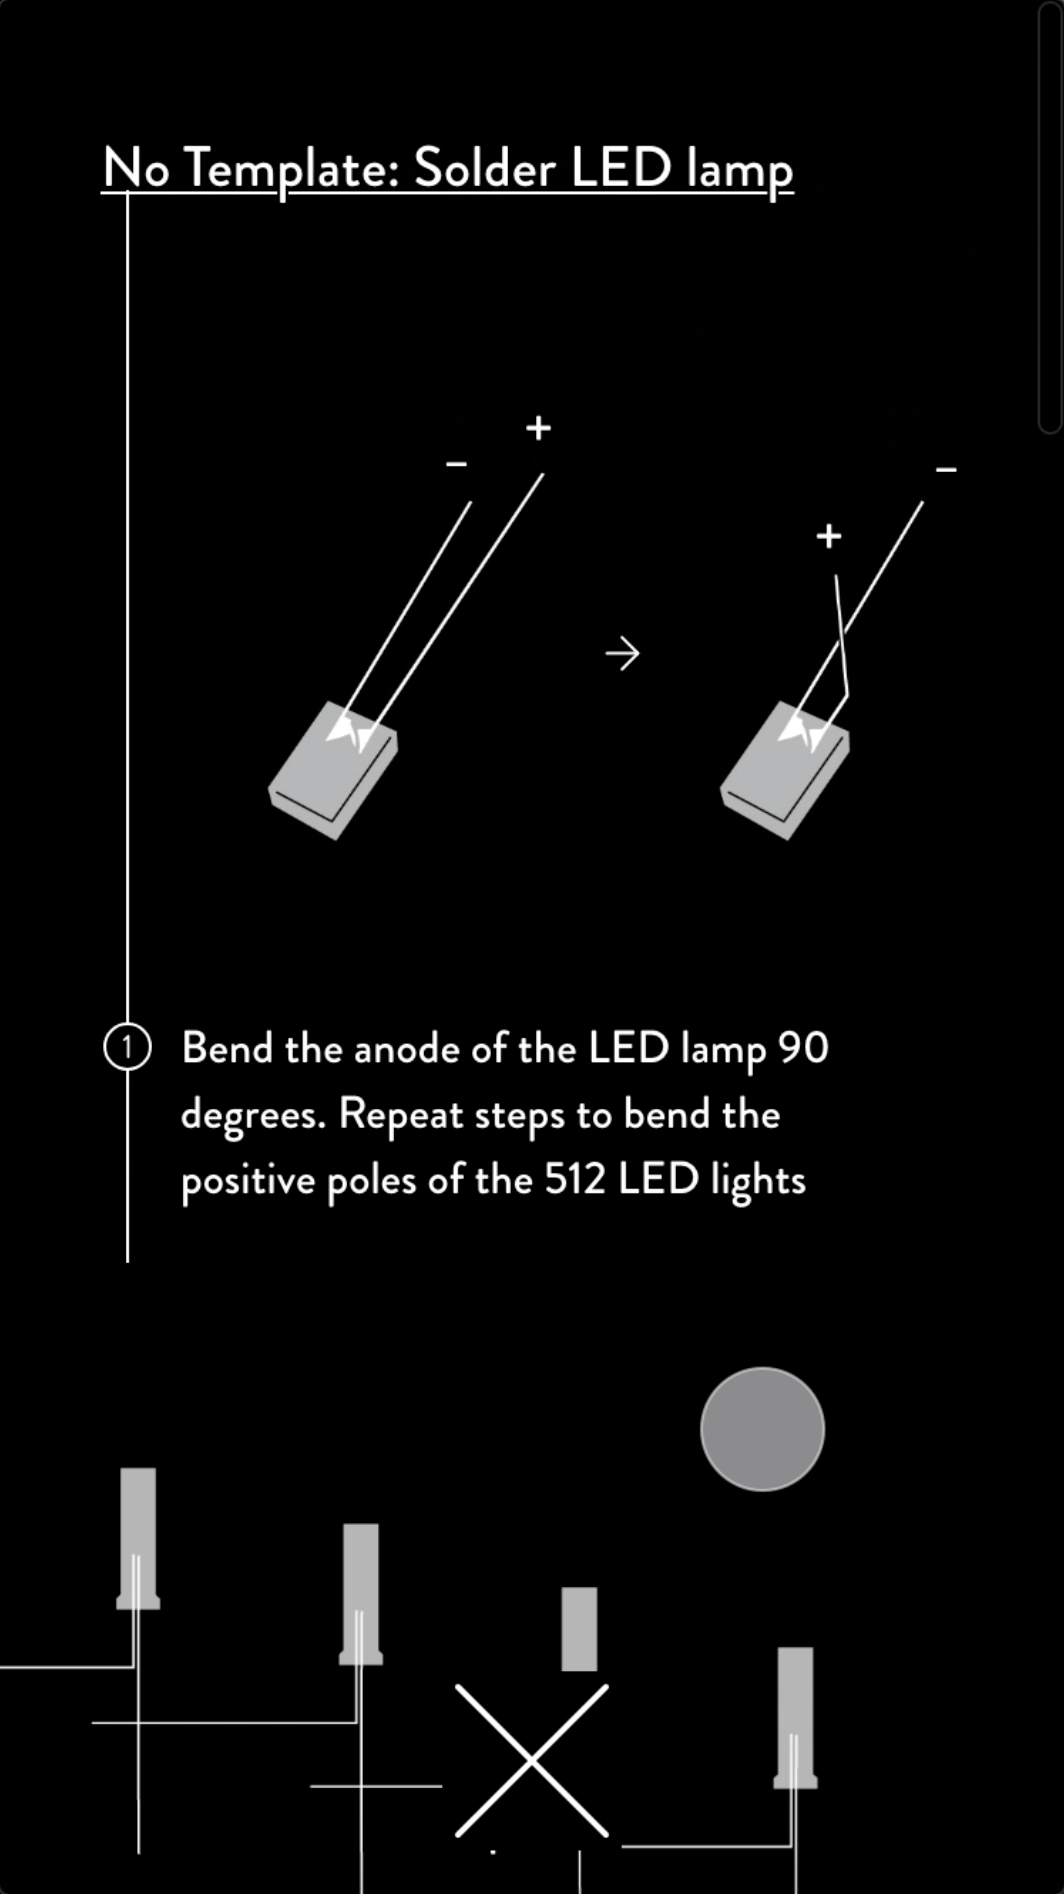 No Template: Solder LED lamp
+
−
−
+
1
Bend the anode of the LED lamp 90
degrees. Repeat steps to bend the
positive poles of the 512 LED lights